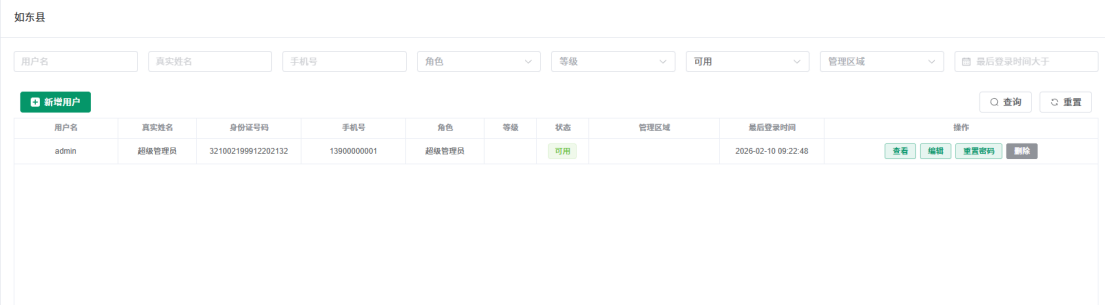 如东县
用户名 真实姓名 手机号 角色 等级 可用 管理区域 最后登录时间大于
新增用户 查询 重置
用户名 真实姓名 身份证号码 手机号 角色 等级 状态 管理区域 最后登录时间 操作
admin 超级管理员 321002199912202132 13900000001 超级管理员 可用 2026-02-10 09:22:48 查看 编辑 重置密码 删除